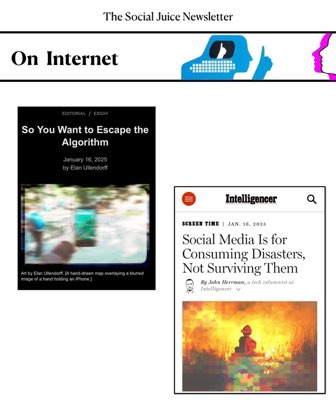 The Social Juice Newsletter
On Internet
EDITORIAL / ESSAY
So You Want to Escape the
Algorithm
January 16, 2025
by Elan Ullendorff
Art by Elan Ullendorff. [A hand-drawn map overlaying a blurred
image of a hand holding an iPhone.]
Intelligencer
SCREEN TIME | JAN. 16, 2025
Social Media Is for
Consuming Disasters,
Not Surviving Them
By John Herrman, a tech columnist at
Intelligencer